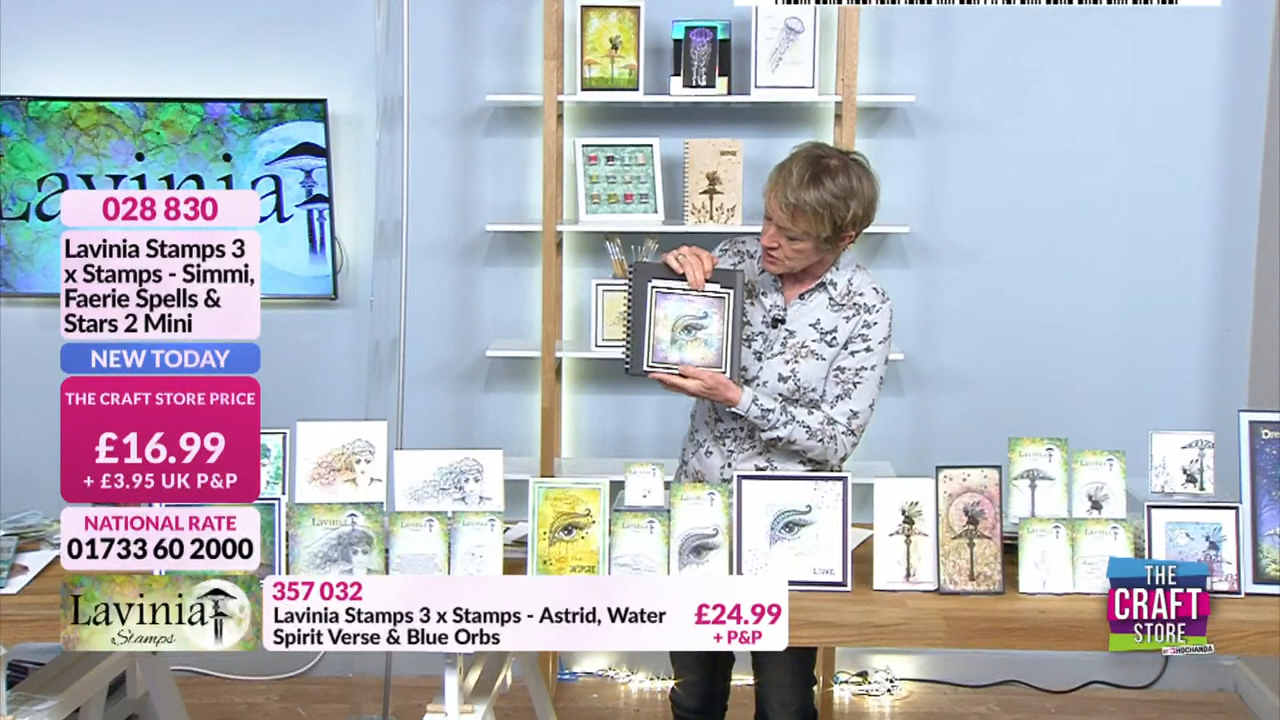 Lavinia
028 830
Lavinia Stamps 3
x Stamps - Simmi,
Faerie Spells &
Stars 2 Mini
NEW TODAY
THE CRAFT STORE PRICE
£16.99
+ £3.95 UK P&P
NATIONAL RATE
01733 60 2000
Lavinia
Stamps
357 032
Lavinia Stamps 3 x Stamps - Astrid, Water
Spirit Verse & Blue Orbs
£24.99
+ P&P
THE
CRAFT
STORE
HOCHANDA